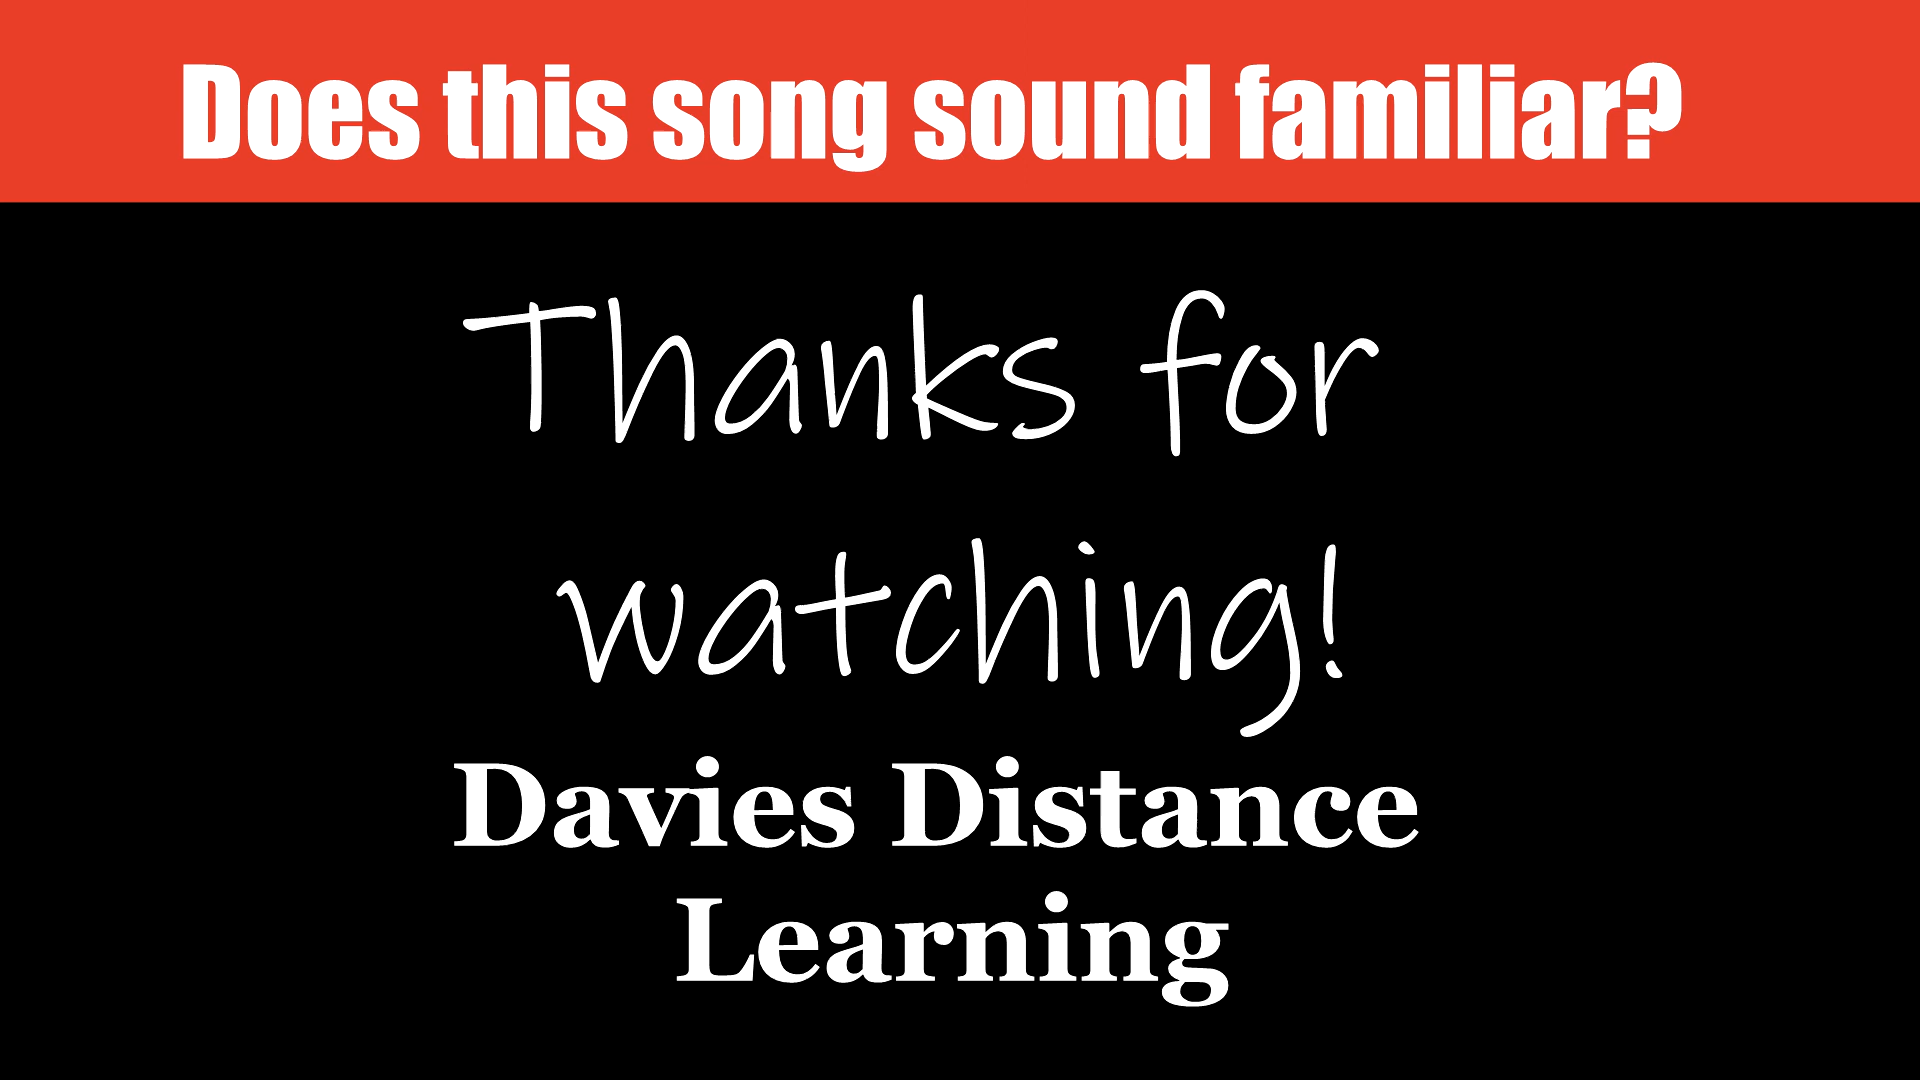 Does this song sound familiar?
Thanks for
watching!
Davies Distance
Learning